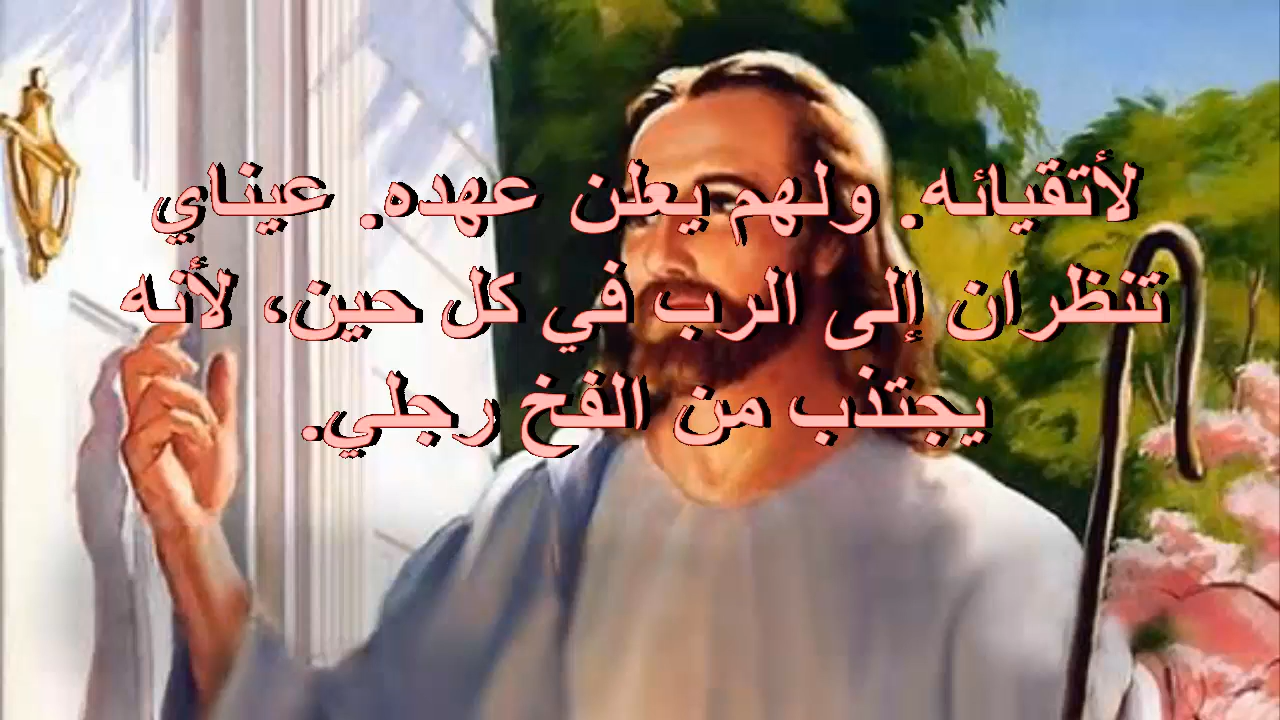 لأتقيائه. ولهم يعلن عهده. عيناي
تنظران إلى الرب في كل حين، لأنه
يجتذب من الفخ رجلي.